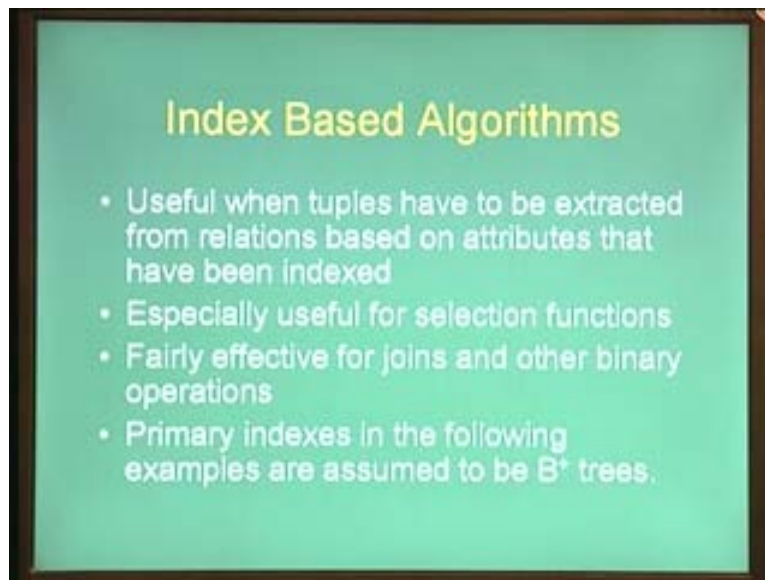 Index Based Algorithms
• Useful when tuples have to be extracted
from relations based on attributes that
have been indexed
• Especially useful for selection functions
• Fairly effective for joins and other binary
operations
• Primary indexes in the following
examples are assumed to be B⁺ trees.